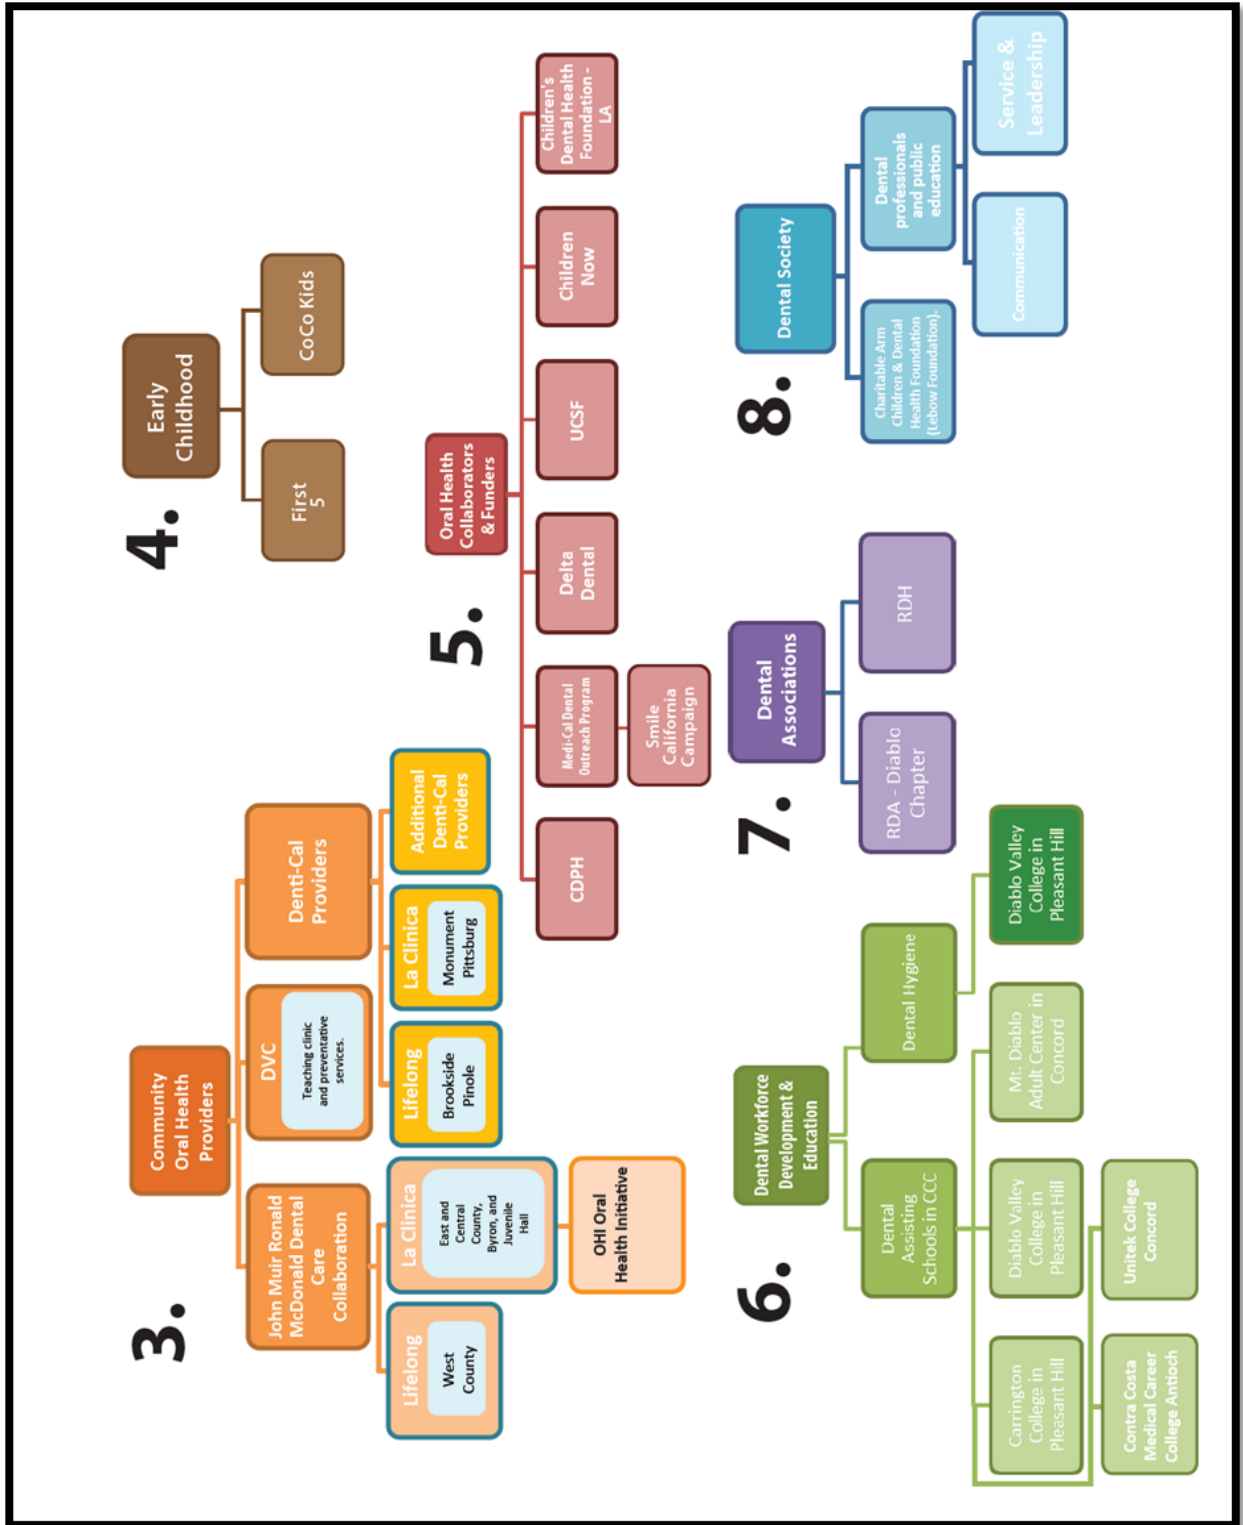 3.
Community
Oral Health
Providers
John Muir Ronald
McDonald Dental
Care
Collaboration
DVC
Teaching clinic
and preventative
services.
Denti-Cal
Providers
Lifelong
West
County
La Clinica
East and
Central
County,
Byron, and
Juvenile
Hall
OHI Oral
Health Initiative
Lifelong
Brookside
Pinole
La Clinica
Monument
Pittsburg
Additional
Denti-Cal
Providers
4.
Early
Childhood
First
5
CoCo Kids
5.
Oral Health
Collaborators
& Funders
CDPH
Medi-Cal Dental
Outreach Program
Smile
California
Campaign
Delta
Dental
UCSF
Children
Now
Children's
Dental Health
Foundation -
LA
6.
Dental Workforce
Development &
Education
Dental
Assisting
Schools in CCC
Dental Hygiene
Carrington
College in
Pleasant Hill
Diablo Valley
College in
Pleasant Hill
Mt. Diablo
Adult Center in
Concord
Diablo Valley
College in
Pleasant Hill
Contra Costa
Medical Career
College Antioch
Unitek College
Concord
7.
Dental
Associations
RDA - Diablo
Chapter
RDH
8.
Dental Society
Charitable Arm
Children & Dental
Health Foundation
(Lebow Foundation).
Dental
professionals
and public
education
Communication
Service &
Leadership